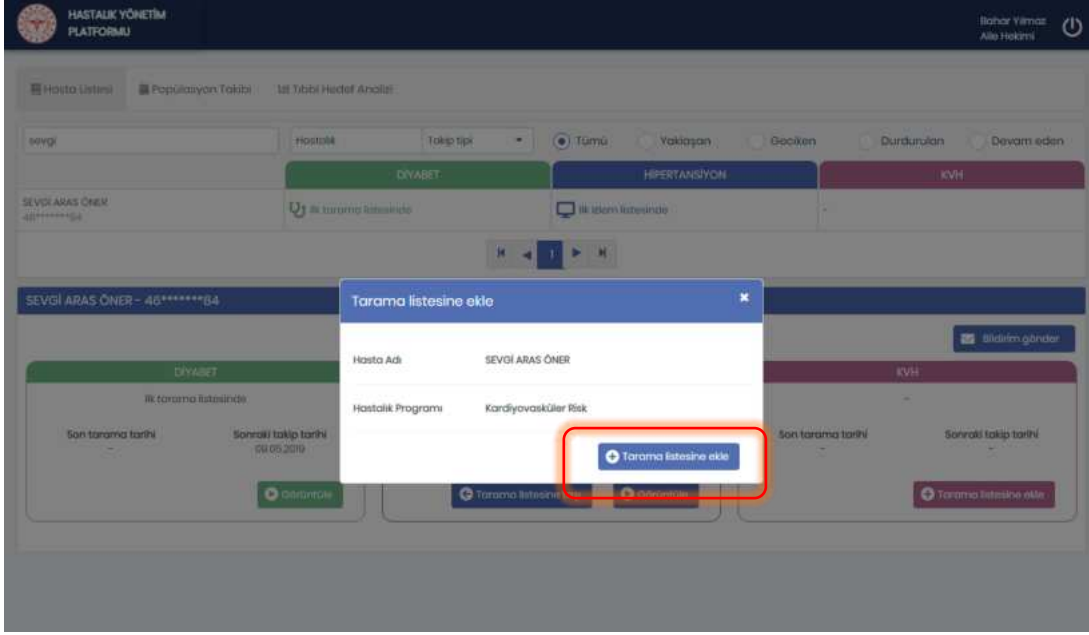 HASTALIK YÖNETİM
PLATFORMU
Bahar Yılmaz
Aile Hekimi
Hasta Listesi Popülasyon Takibi Tıbbi Hedef Analizi
sevgi Hastalık Takip tipi Tümü Yaklaşan Geciken Durdurulan Devam eden
DİYABET HİPERTANSİYON KVH
SEVGİ ARAS ÖNER
46*******84
İlk tarama listesinde İlk izlem listesinde -
1
SEVGİ ARAS ÖNER - 46*******84
Tarama listesine ekle
Bildirim gönder
Hasta Adı SEVGİ ARAS ÖNER
DİYABET KVH
İlk tarama listesinde -
Hastalık Programı Kardiyovasküler Risk
Son tarama tarihi Sonraki takip tarihi Son tarama tarihi Sonraki takip tarihi
- 09.05.2019 - -
Tarama listesine ekle
Görüntüle Tarama listesine Görüntüle Tarama listesine ekle